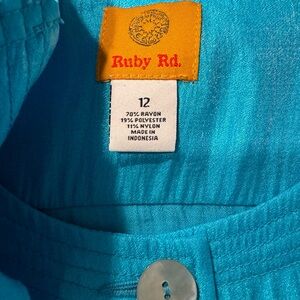 Ruby Rd.
12
70% RAYON
19% POLYESTER
11% NYLON
MADE IN
INDONESIA